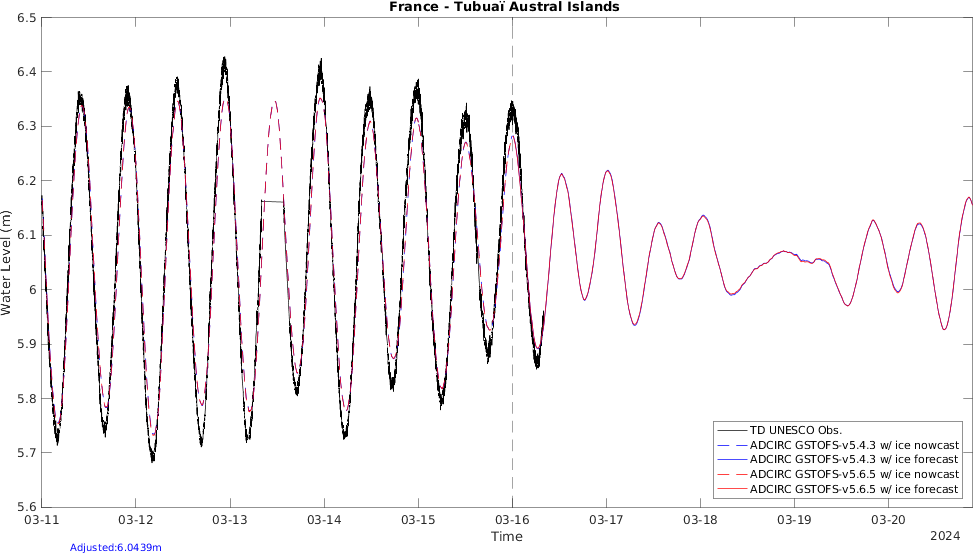 France - Tubuaï Austral Islands
6.5
6.4
6.3
6.2
6.1
6
5.9
5.8
5.7
5.6
Water Level (m)
03-11 03-12 03-13 03-14 03-15 03-16 03-17 03-18 03-19 03-20
Time
2024
TD UNESCO Obs.
ADCIRC GSTOFS-v5.4.3 w/ ice nowcast
ADCIRC GSTOFS-v5.4.3 w/ ice forecast
ADCIRC GSTOFS-v5.6.5 w/ ice nowcast
ADCIRC GSTOFS-v5.6.5 w/ ice forecast
Adjusted:6.0439m